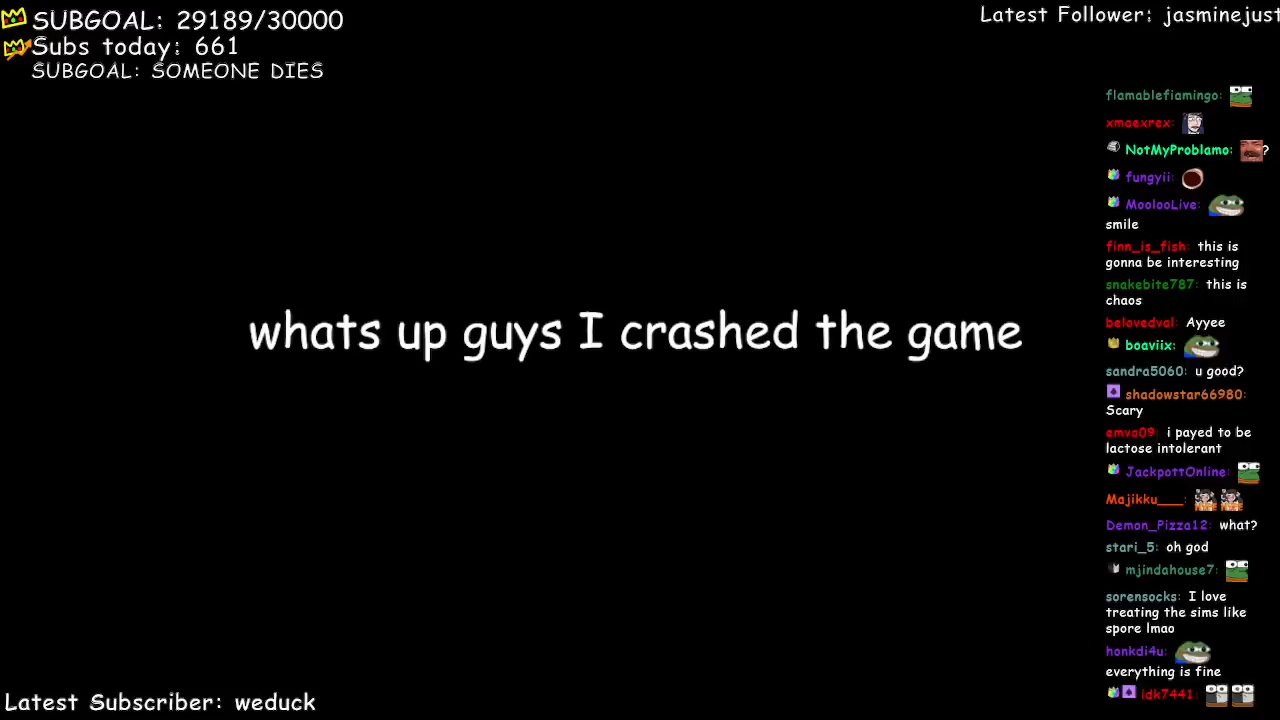 SUBGOAL: 29189/30000
Subs today: 661
SUBGOAL: SOMEONE DIES
Latest Follower: jasminejust
flamablefiamingo:
xmaexrex:
NotMyProblamo: ?
fungyii:
MoolooLive:
smile
finn_is_fish: this is
gonna be interesting
snakebite787: this is
chaos
belovedval: Ayyee
boaviix:
sandra5060: u good?
shadowstar66980:
Scary
emva09: i payed to be
lactose intolerant
JackpottOnline:
Majikku___:
Demon_Pizza12: what?
stari_5: oh god
mjindahouse7:
sorensocks: I love
treating the sims like
spore lmao
honkdi4u:
everything is fine
idk7441:
whats up guys I crashed the game
Latest Subscriber: weduck